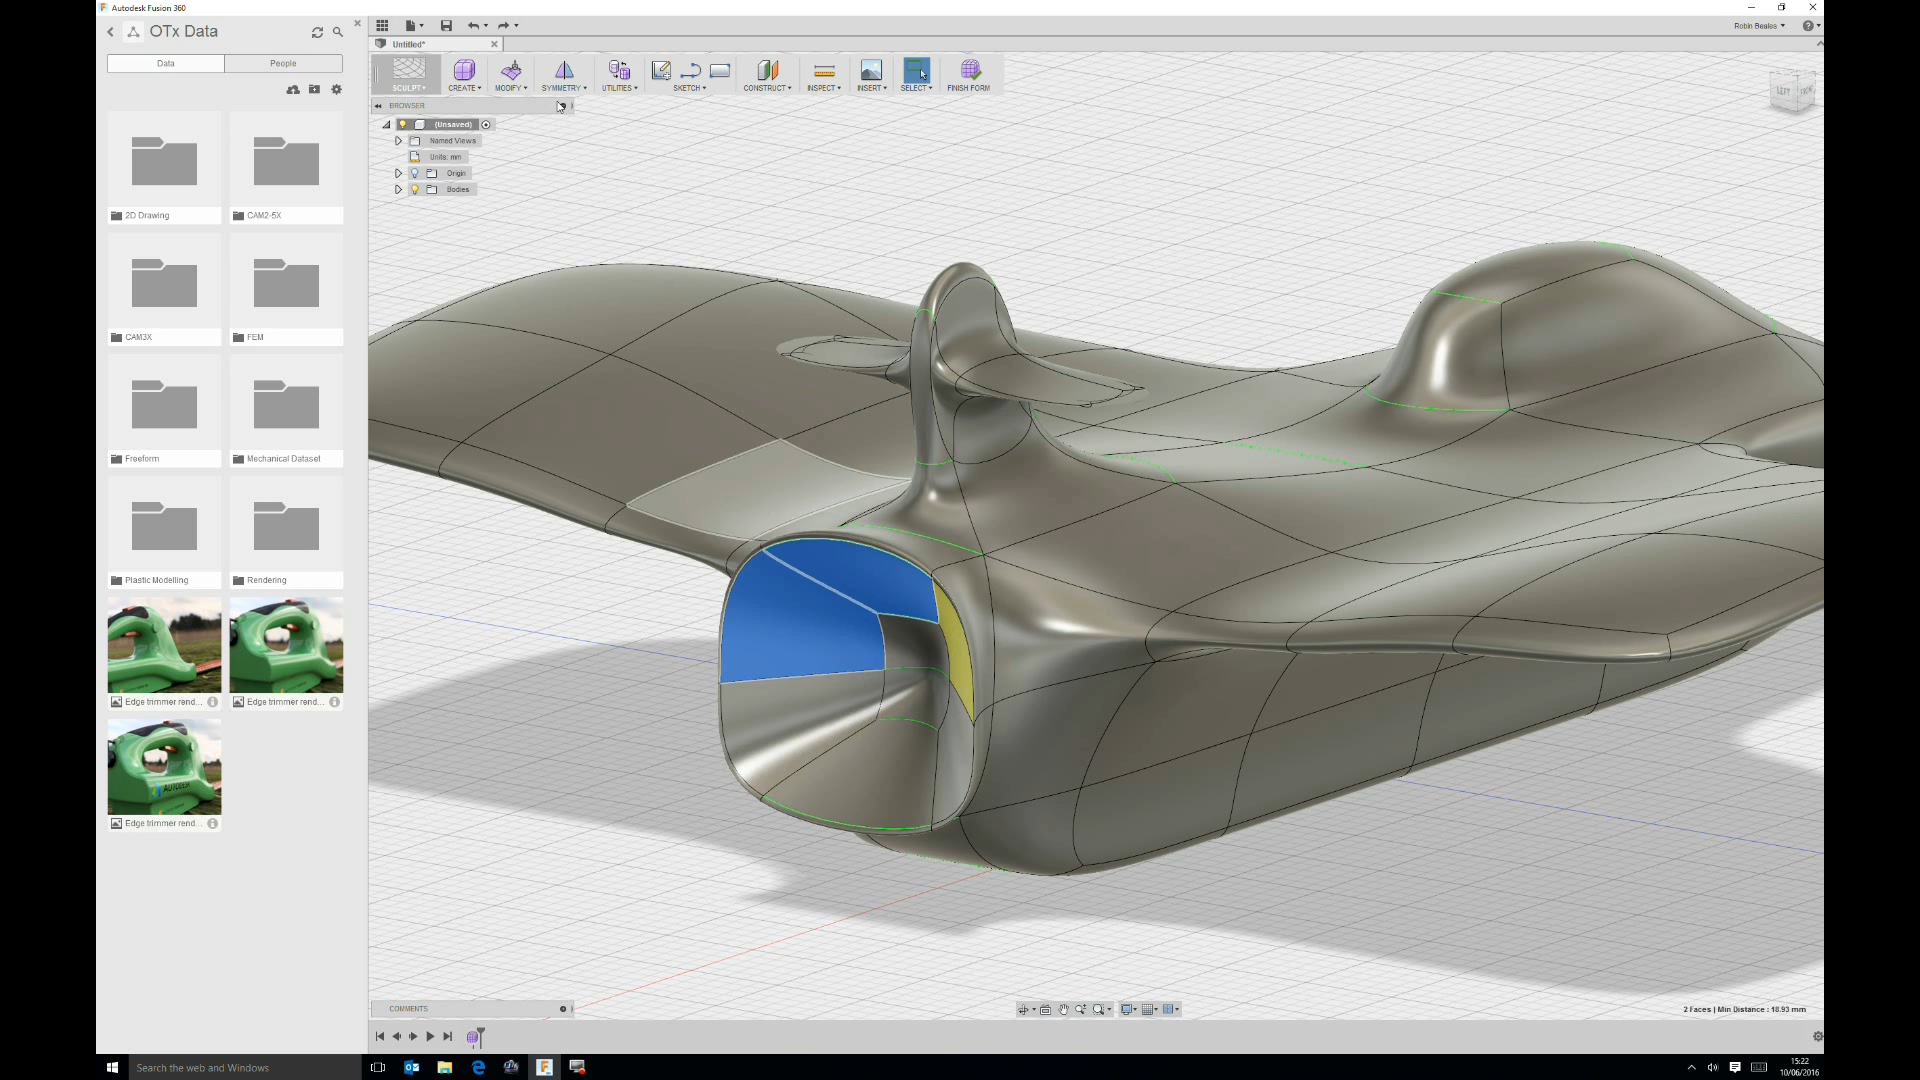 Autodesk Fusion 360
OTx Data
Data
People
2D Drawing
CAM2-5X
CAM3X
FEM
Freeform
Mechanical Dataset
Plastic Modelling
Rendering
Edge trimmer rend...
Edge trimmer rend...
Edge trimmer rend...
AUTODESK
Untitled*
Robin Beales
SCULPT
CREATE
MODIFY
SYMMETRY
UTILITIES
SKETCH
CONSTRUCT
INSPECT
INSERT
SELECT
FINISH FORM
BROWSER
(Unsaved)
Named Views
Units: mm
Origin
Bodies
LEFT
FRONT
COMMENTS
2 Faces | Min Distance : 18.93 mm
Search the web and Windows
15:22
10/06/2016